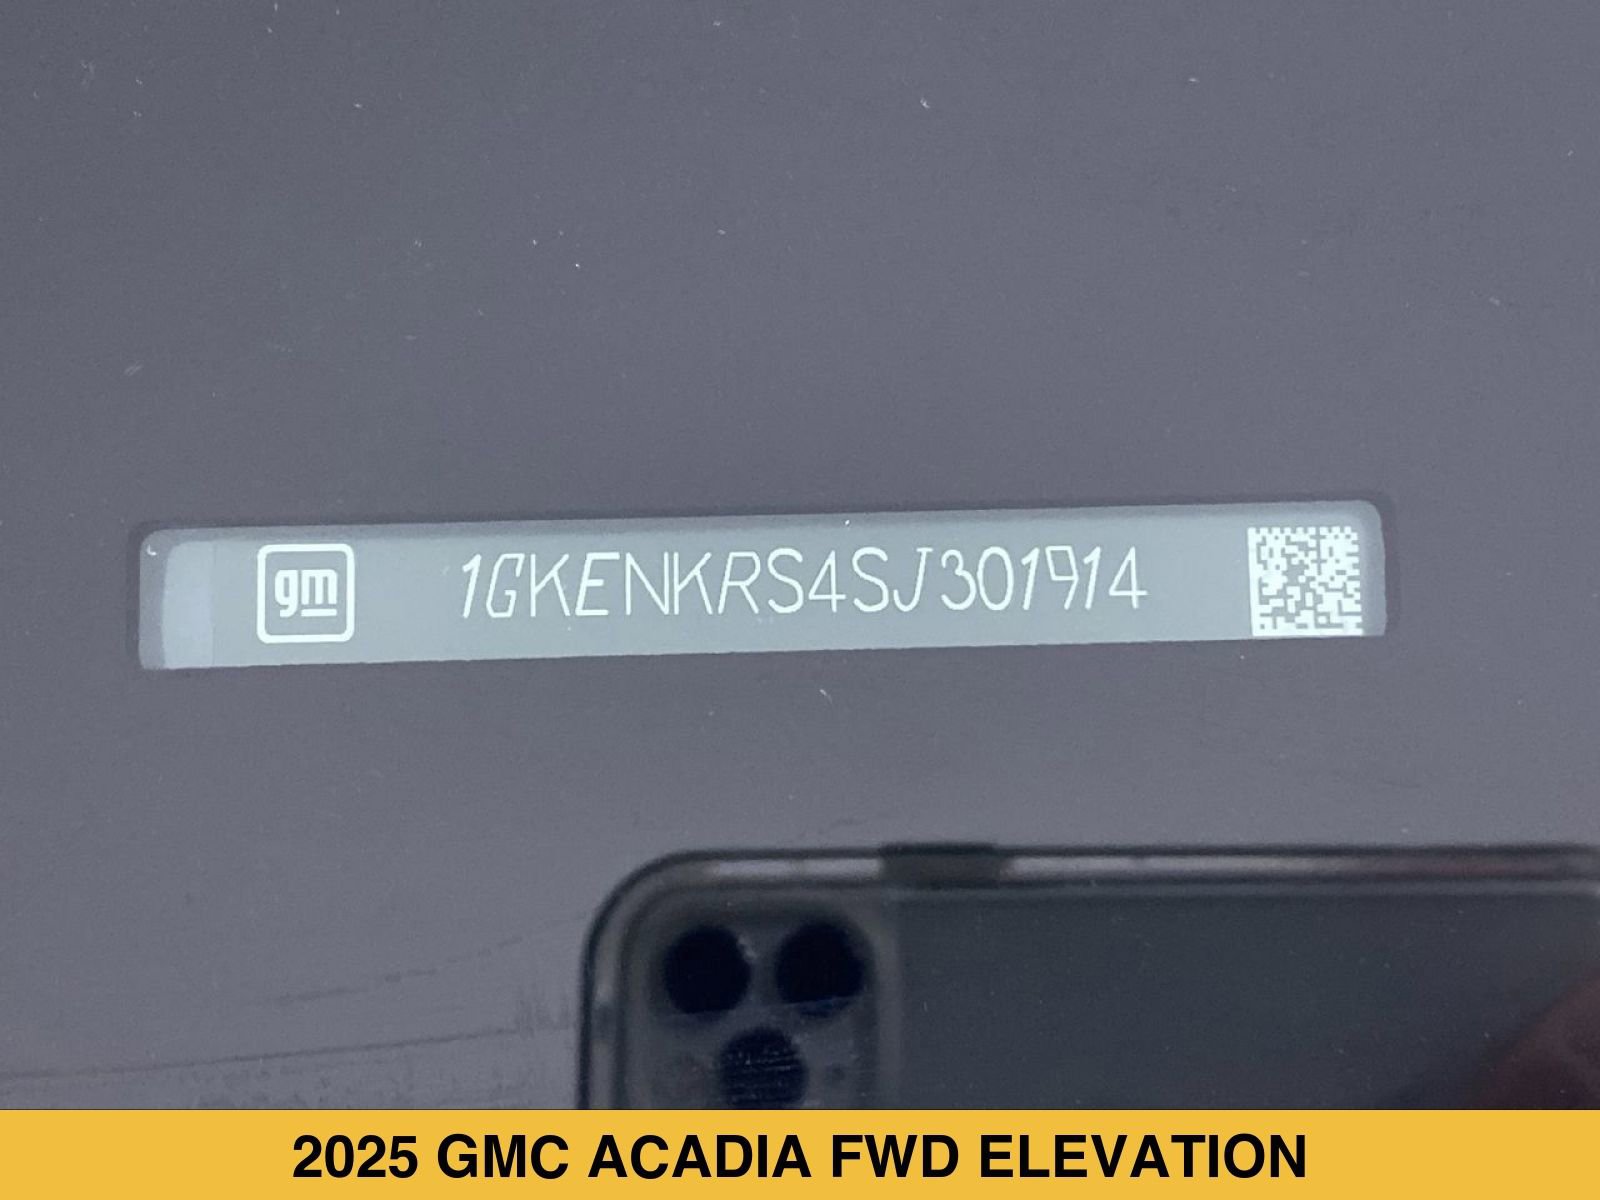 gm 1GKENKRS4SJ301914
2025 GMC ACADIA FWD ELEVATION